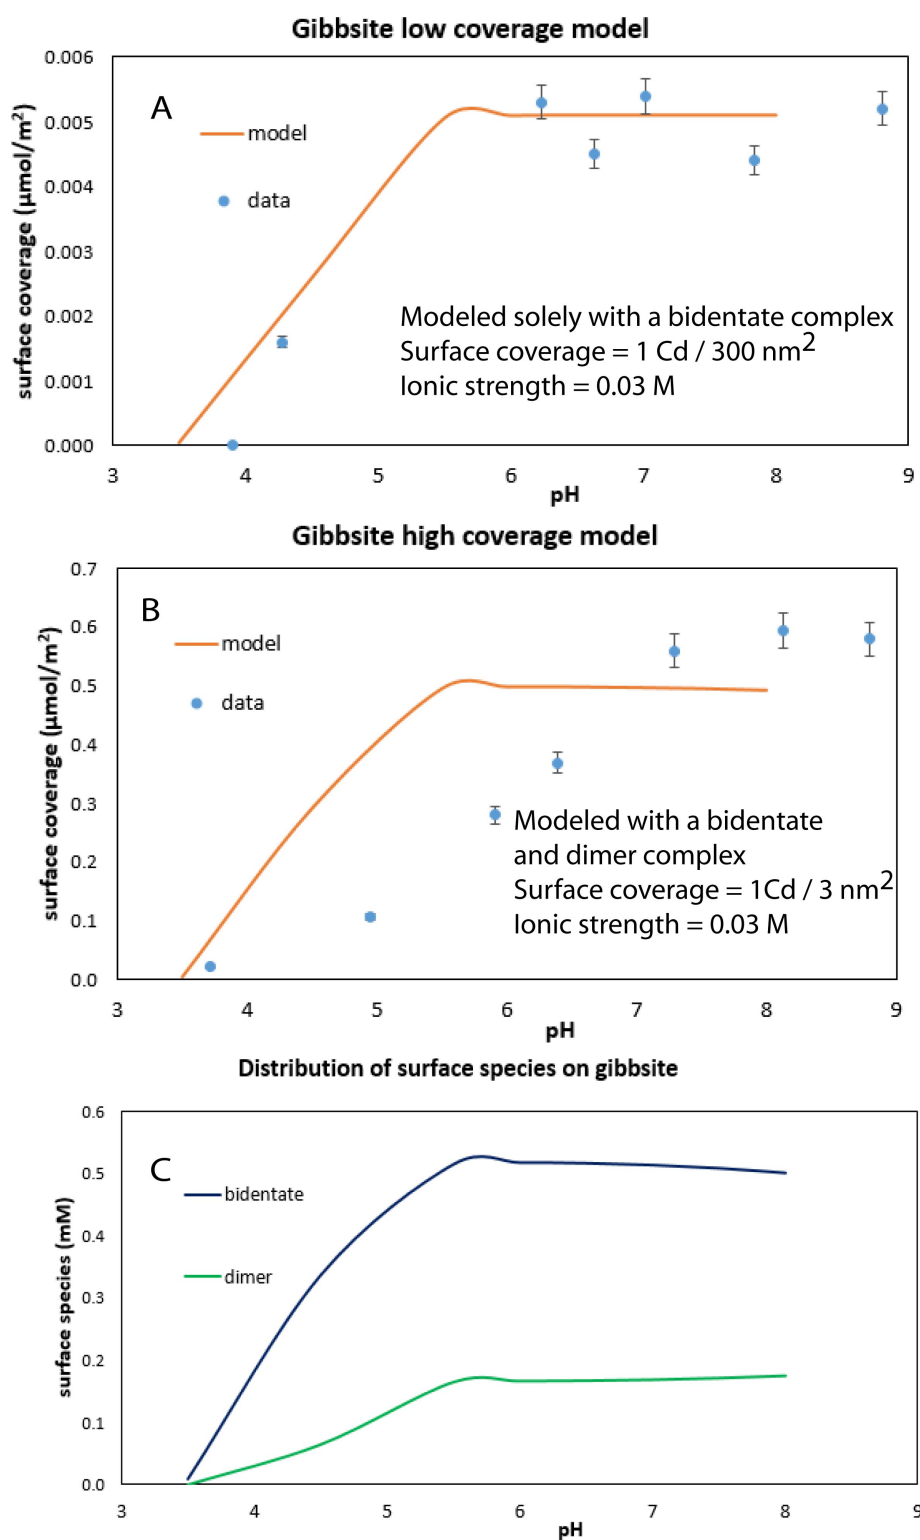 Gibbsite low coverage model
0.006
0.005
0.004
0.003
0.002
0.001
0.000
surface coverage (µmol/m²)
A
model
data
Modeled solely with a bidentate complex
Surface coverage = 1 Cd / 300 nm²
Ionic strength = 0.03 M
3 4 5 6 7 8 9
pH
Gibbsite high coverage model
0.7
0.6
0.5
0.4
0.3
0.2
0.1
0.0
surface coverage (µmol/m²)
B
model
data
Modeled with a bidentate
and dimer complex
Surface coverage = 1Cd / 3 nm²
Ionic strength = 0.03 M
3 4 5 6 7 8 9
pH
Distribution of surface species on gibbsite
0.6
0.5
0.4
0.3
0.2
0.1
0.0
surface species (mM)
C
bidentate
dimer
3 4 5 6 7 8 9
pH